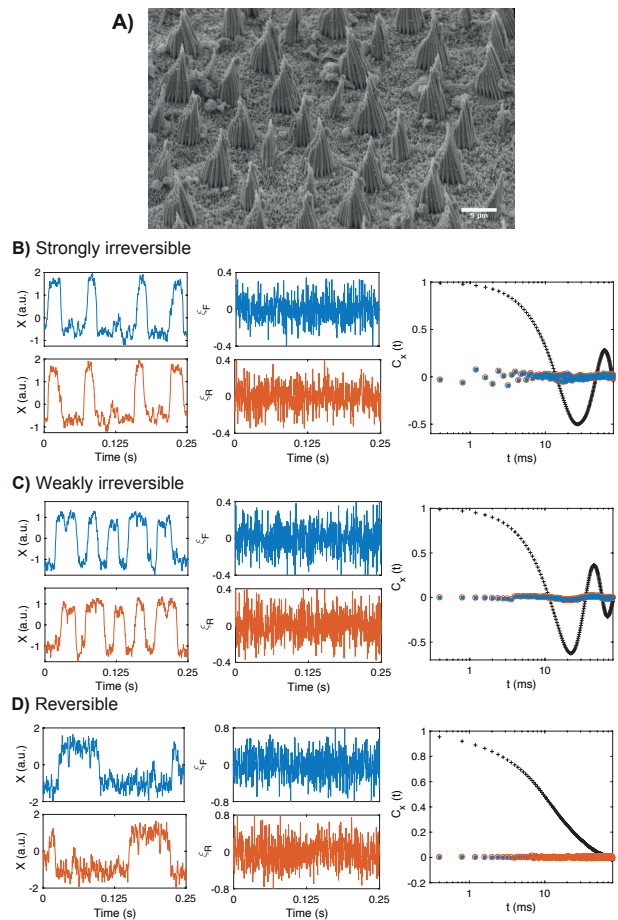 A)
5 μm
B) Strongly irreversible
X (a.u.)
2
1
0
-1
ξF
0.4
0
-0.4
X (a.u.)
2
1
0
-1
0
0.125
0.25
Time (s)
ξR
0.4
0
-0.4
0
0.125
0.25
Time (s)
Cx (t)
1
0.5
0
-0.5
1
10
t (ms)
C) Weakly irreversible
X (a.u.)
1
0
-1
ξF
0.4
0
-0.4
X (a.u.)
1
0
-1
0
0.125
0.25
Time (s)
ξR
0.4
0
-0.4
0
0.125
0.25
Time (s)
Cx (t)
1
0.5
0
-0.5
1
10
t (ms)
D) Reversible
X (a.u.)
2
0
-2
ξF
0.8
0
-0.8
X (a.u.)
2
0
-2
0
0.125
0.25
Time (s)
ξR
0.8
0
-0.8
0
0.125
0.25
Time (s)
Cx (t)
1
0.8
0.6
0.4
0.2
0
-0.2
1
10
t (ms)